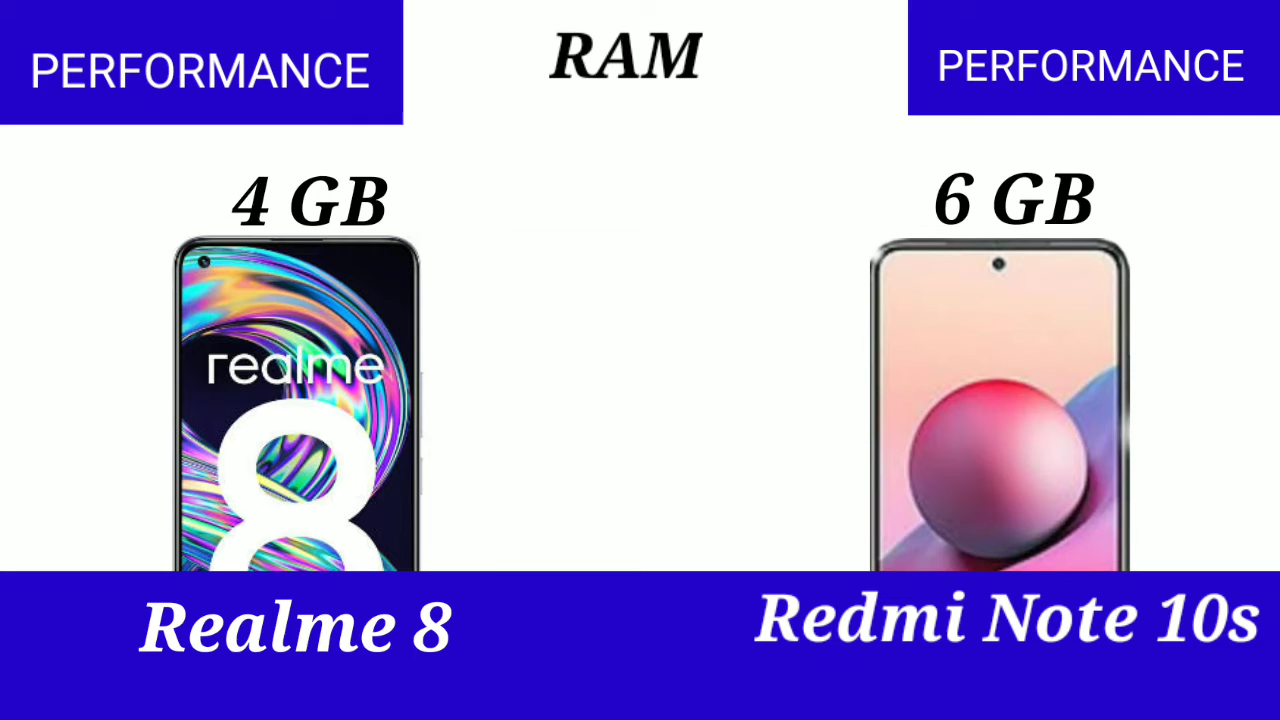 PERFORMANCE
RAM
PERFORMANCE
4 GB
6 GB
realme
8
Realme 8
Redmi Note 10s